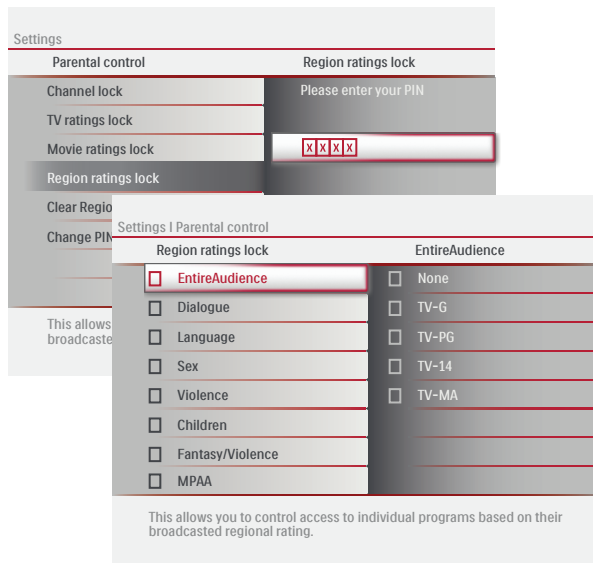 Settings
Parental control Region ratings lock
Channel lock Please enter your PIN
TV ratings lock
Movie ratings lock X X X X
Region ratings lock
Clear Regio
Change PIN
This allows
broadcaste
Settings I Parental control
Region ratings lock EntireAudience
EntireAudience None
Dialogue TV-G
Language TV-PG
Sex TV-14
Violence TV-MA
Children
Fantasy/Violence
MPAA
This allows you to control access to individual programs based on their
broadcasted regional rating.